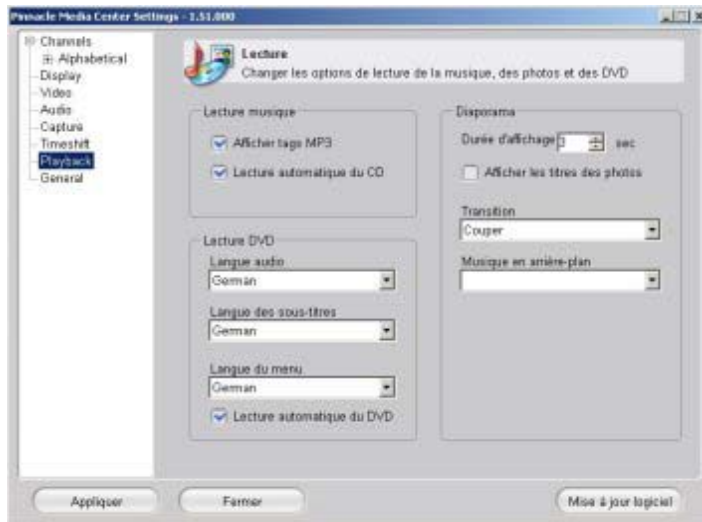 Pinnacle Media Center Settings - 1.51.000
Channels
Alphabetical
Display
Video
Audio
Capture
Timeshift
Playback
General
Lecture
Changer les options de lecture de la musique, des photos et des DVD
Lecture musique
Afficher tags MP3
Lecture automatique du CD
Lecture DVD
Langue audio
German
Langue des sous-titres
German
Langue du menu
German
Lecture automatique du DVD
Diaporama
Durée d'affichage 3 sec
Afficher les titres des photos
Transition
Couper
Musique en arrière-plan
Appliquer
Fermer
Mise à jour logiciel